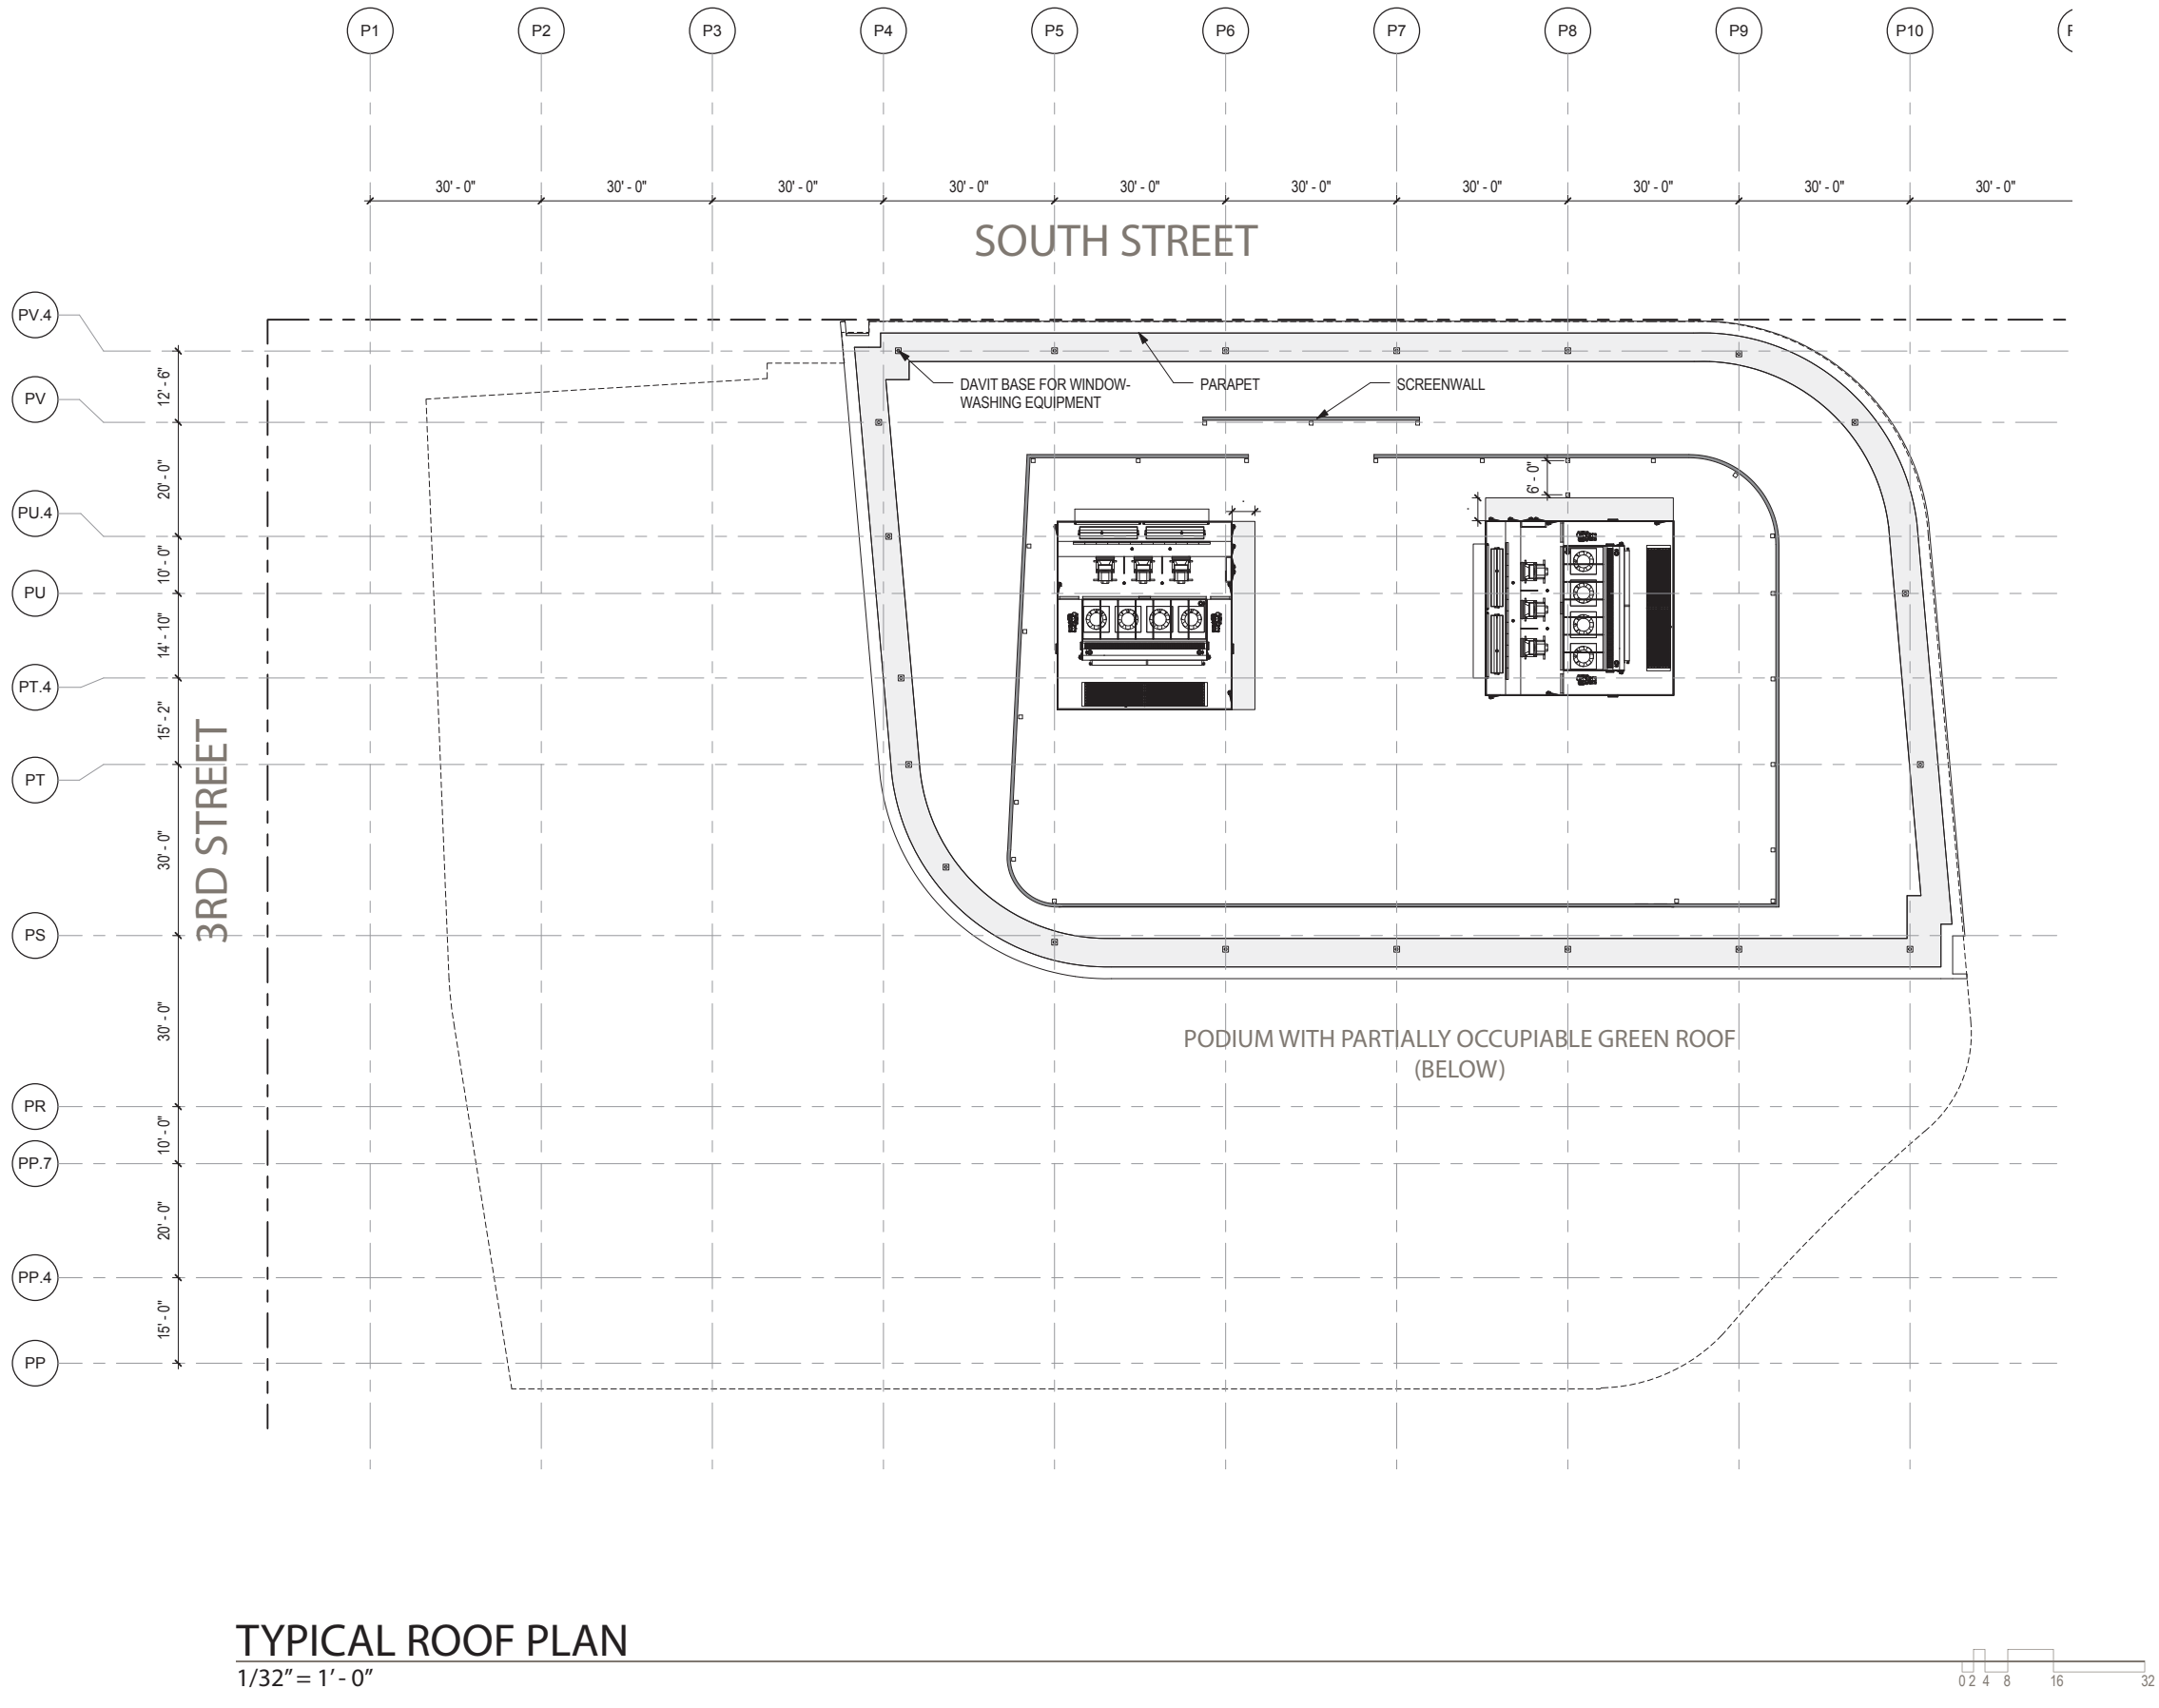 P1 P2 P3 P4 P5 P6 P7 P8 P9 P10
30' - 0" 30' - 0" 30' - 0" 30' - 0" 30' - 0" 30' - 0" 30' - 0" 30' - 0" 30' - 0" 30' - 0"
SOUTH STREET
PV.4
12' - 6"
DAVIT BASE FOR WINDOW-
WASHING EQUIPMENT
PARAPET
SCREENWALL
PV
20' - 0"
6' - 0"
PU.4
10' - 0"
PU
14' - 10"
PT.4
15' - 2"
PT
3RD STREET
30' - 0"
PS
30' - 0"
PODIUM WITH PARTIALLY OCCUPIABLE GREEN ROOF
(BELOW)
PR
10' - 0"
PP.7
20' - 0"
PP.4
15' - 0"
PP
TYPICAL ROOF PLAN
1/32" = 1' - 0"
0 2 4 8 16 32